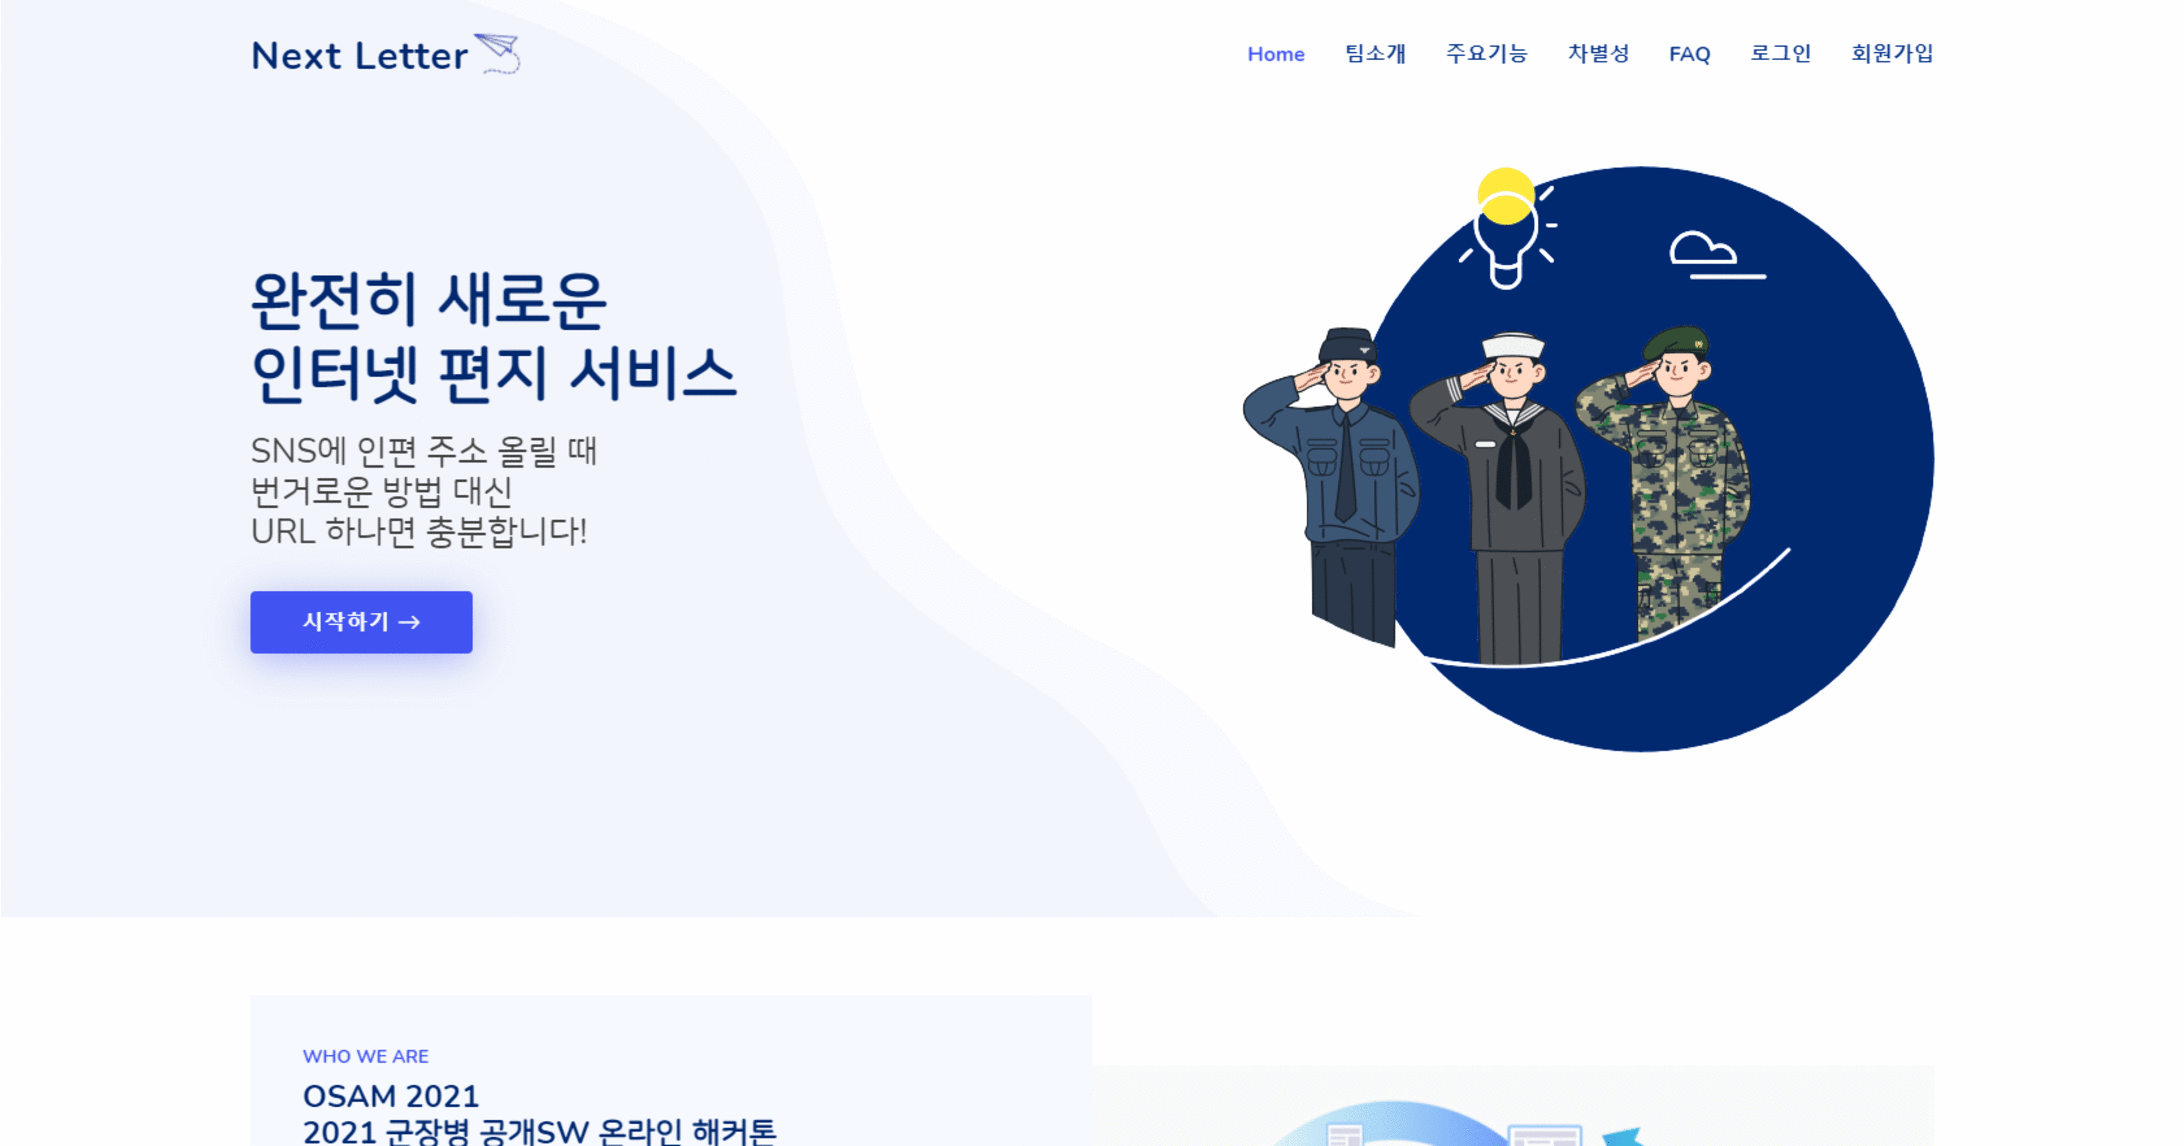 Next Letter
Home 팀소개 주요기능 차별성 FAQ 로그인 회원가입
완전히 새로운
인터넷 편지 서비스
SNS에 인편 주소 올릴 때
번거로운 방법 대신
URL 하나면 충분합니다!
시작하기 →
WHO WE ARE
OSAM 2021
2021 군장병 공개SW 온라인 해커톤